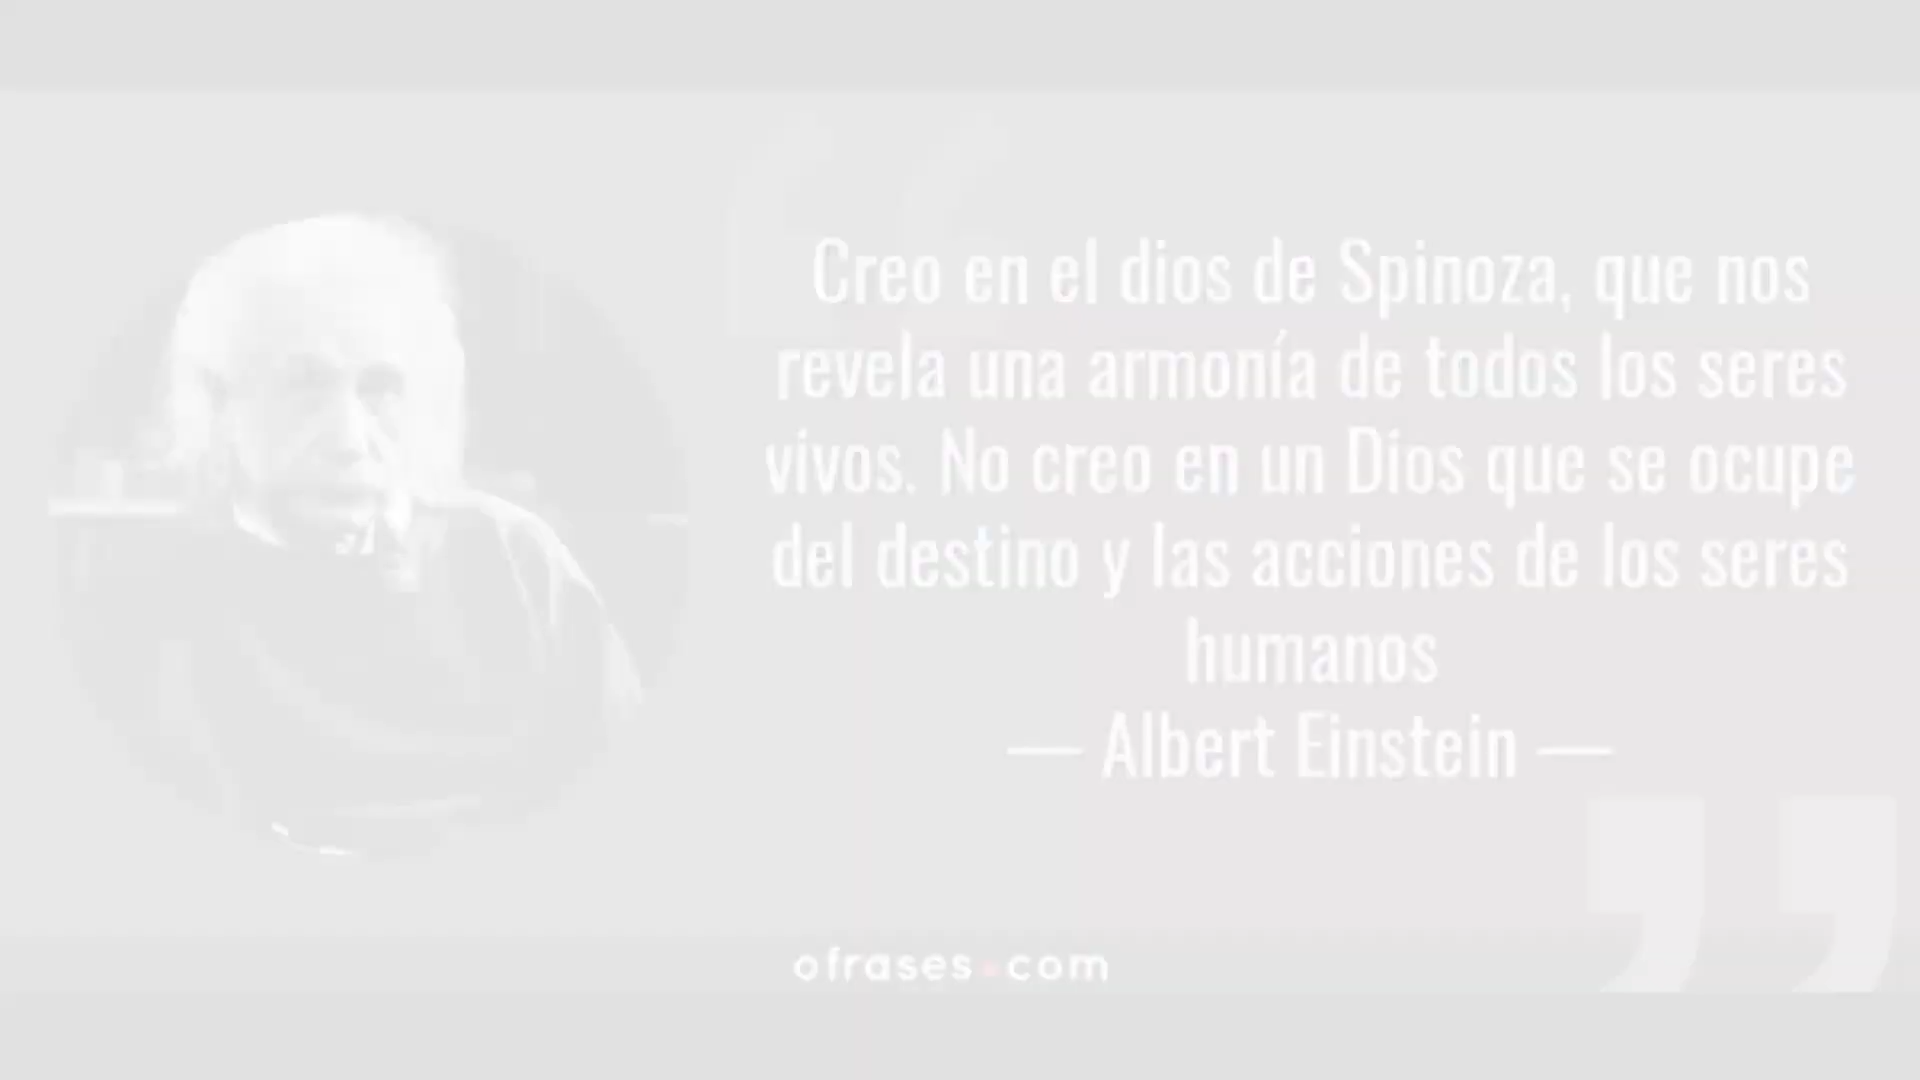 Creo en el dios de Spinoza, que nos
revela una armonía de todos los seres
vivos. No creo en un Dios que se ocupe
del destino y las acciones de los seres
humanos
— Albert Einstein —
ofrases.com